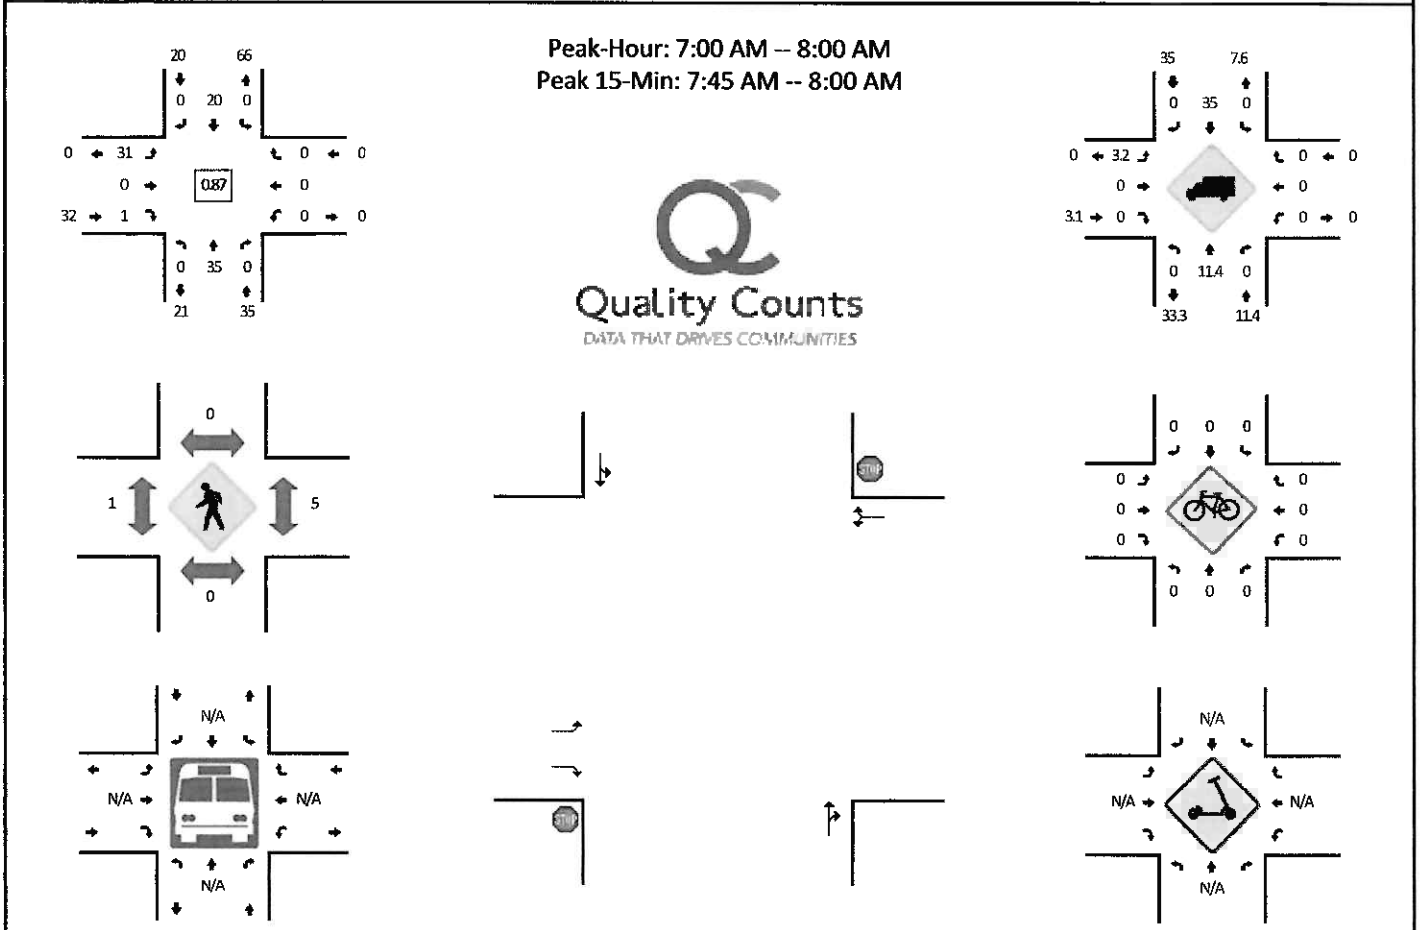 Peak-Hour: 7:00 AM -- 8:00 AM
Peak 15-Min: 7:45 AM -- 8:00 AM
20 66
0 20 0
0 31 0 0
0 0.87 0
32 1 0 0
0 35 0
21 35
Quality Counts
DATA THAT DRIVES COMMUNITIES
35 7.6
0 35 0
0 3.2 0 0
0 0
3.1 0 0 0
0 11.4 0
33.3 11.4
0
1 5
0
STOP
STOP
0 0 0
0 0
0 0
0 0
0 0 0
N/A
N/A N/A
N/A
N/A
N/A N/A
N/A